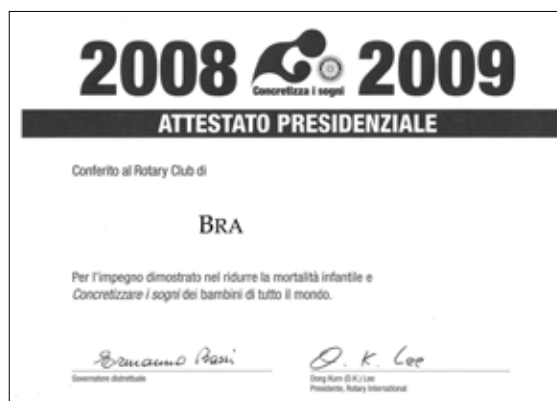 2008 2009
Concretizza i sogni
ATTESTATO PRESIDENZIALE
Conferito al Rotary Club di
BRA
Per l'impegno dimostrato nel ridurre la mortalità infantile e
Concretizzare i sogni dei bambini di tutto il mondo.
D. K. Lee
Governatore distrettuale
Dong Kurn (D.K.) Lee
Presidente, Rotary International